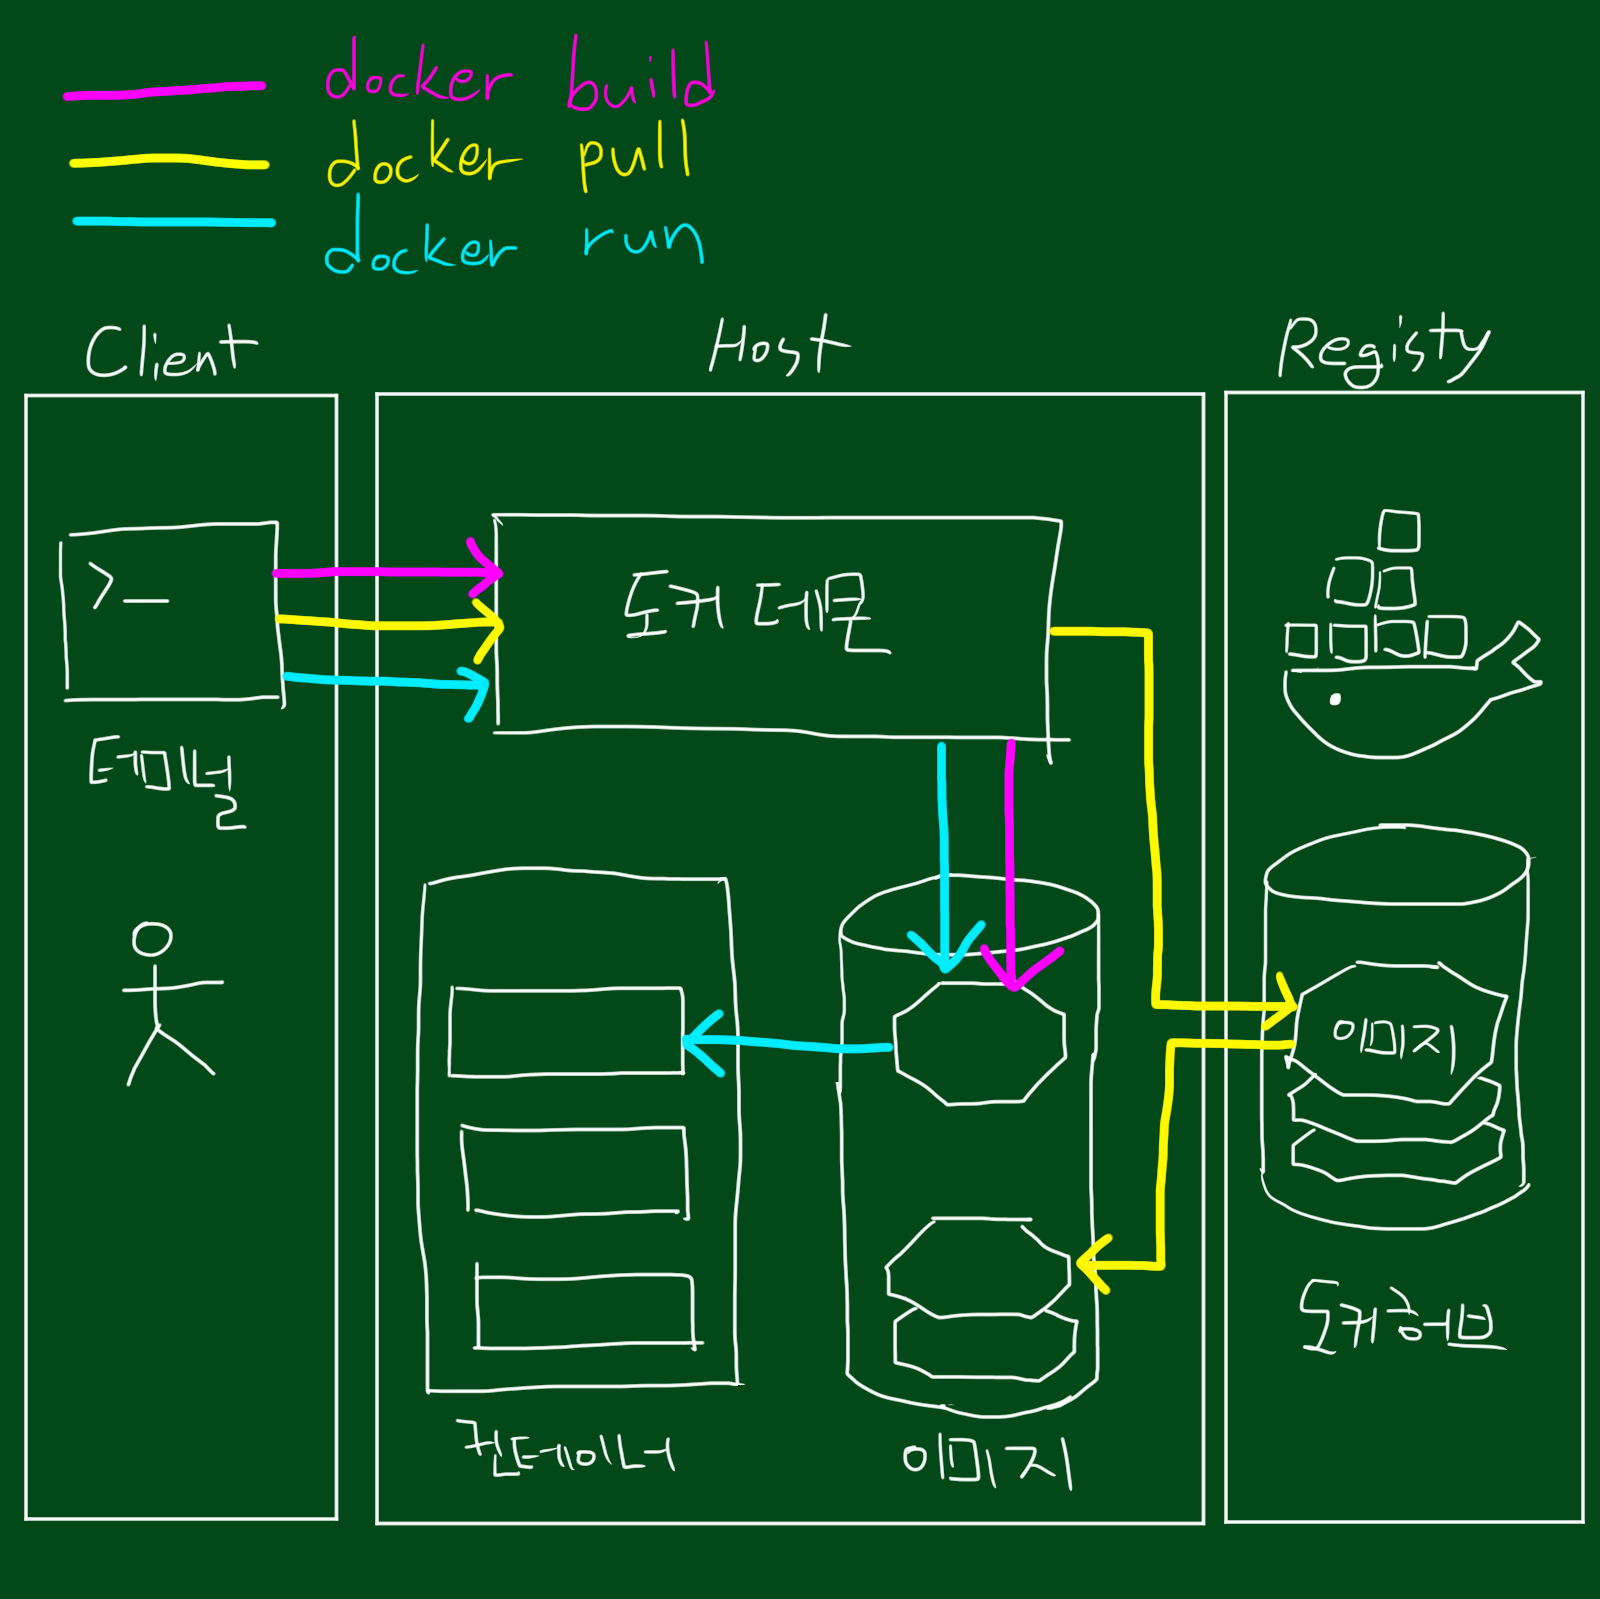 docker build
docker pull
docker run
Client
Host
Registy
>_
도커 데몬
터미널
이미지
도커허브
컨테이너
이미지